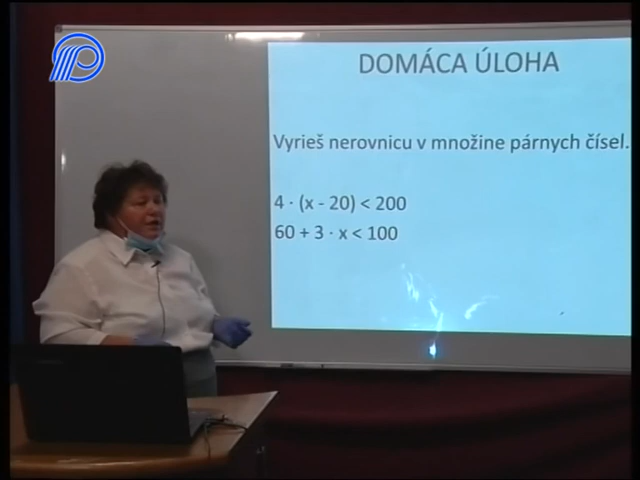 DOMÁCA ÚLOHA
Vyrieš nerovnicu v množine párnych čísel.
4 · (x - 20) < 200
60 + 3 · x < 100